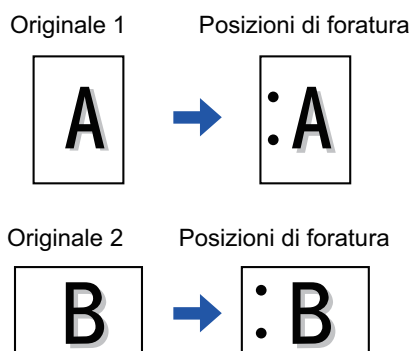 Originale 1 Posizioni di foratura
A A
Originale 2 Posizioni di foratura
B B